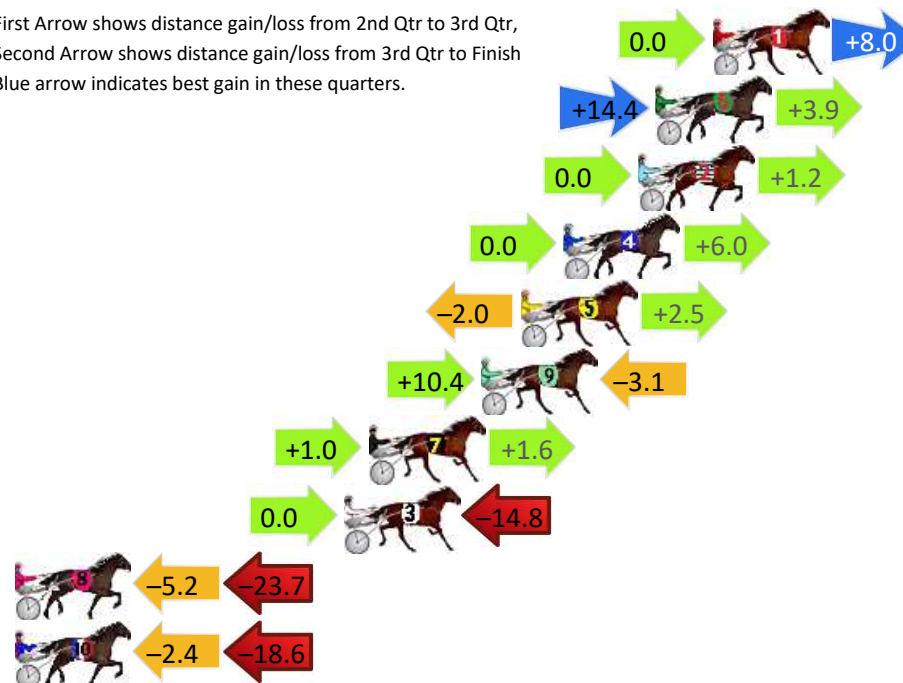 First Arrow shows distance gain/loss from 2nd Qtr to 3rd Qtr,
Second Arrow shows distance gain/loss from 3rd Qtr to Finish
Blue arrow indicates best gain in these quarters.
0.0 1 +8.0
+14.4 6 +3.9
0.0 2 +1.2
0.0 4 +6.0
–2.0 5 +2.5
+10.4 9 –3.1
+1.0 7 +1.6
0.0 3 –14.8
8 –5.2 –23.7
10 –2.4 –18.6